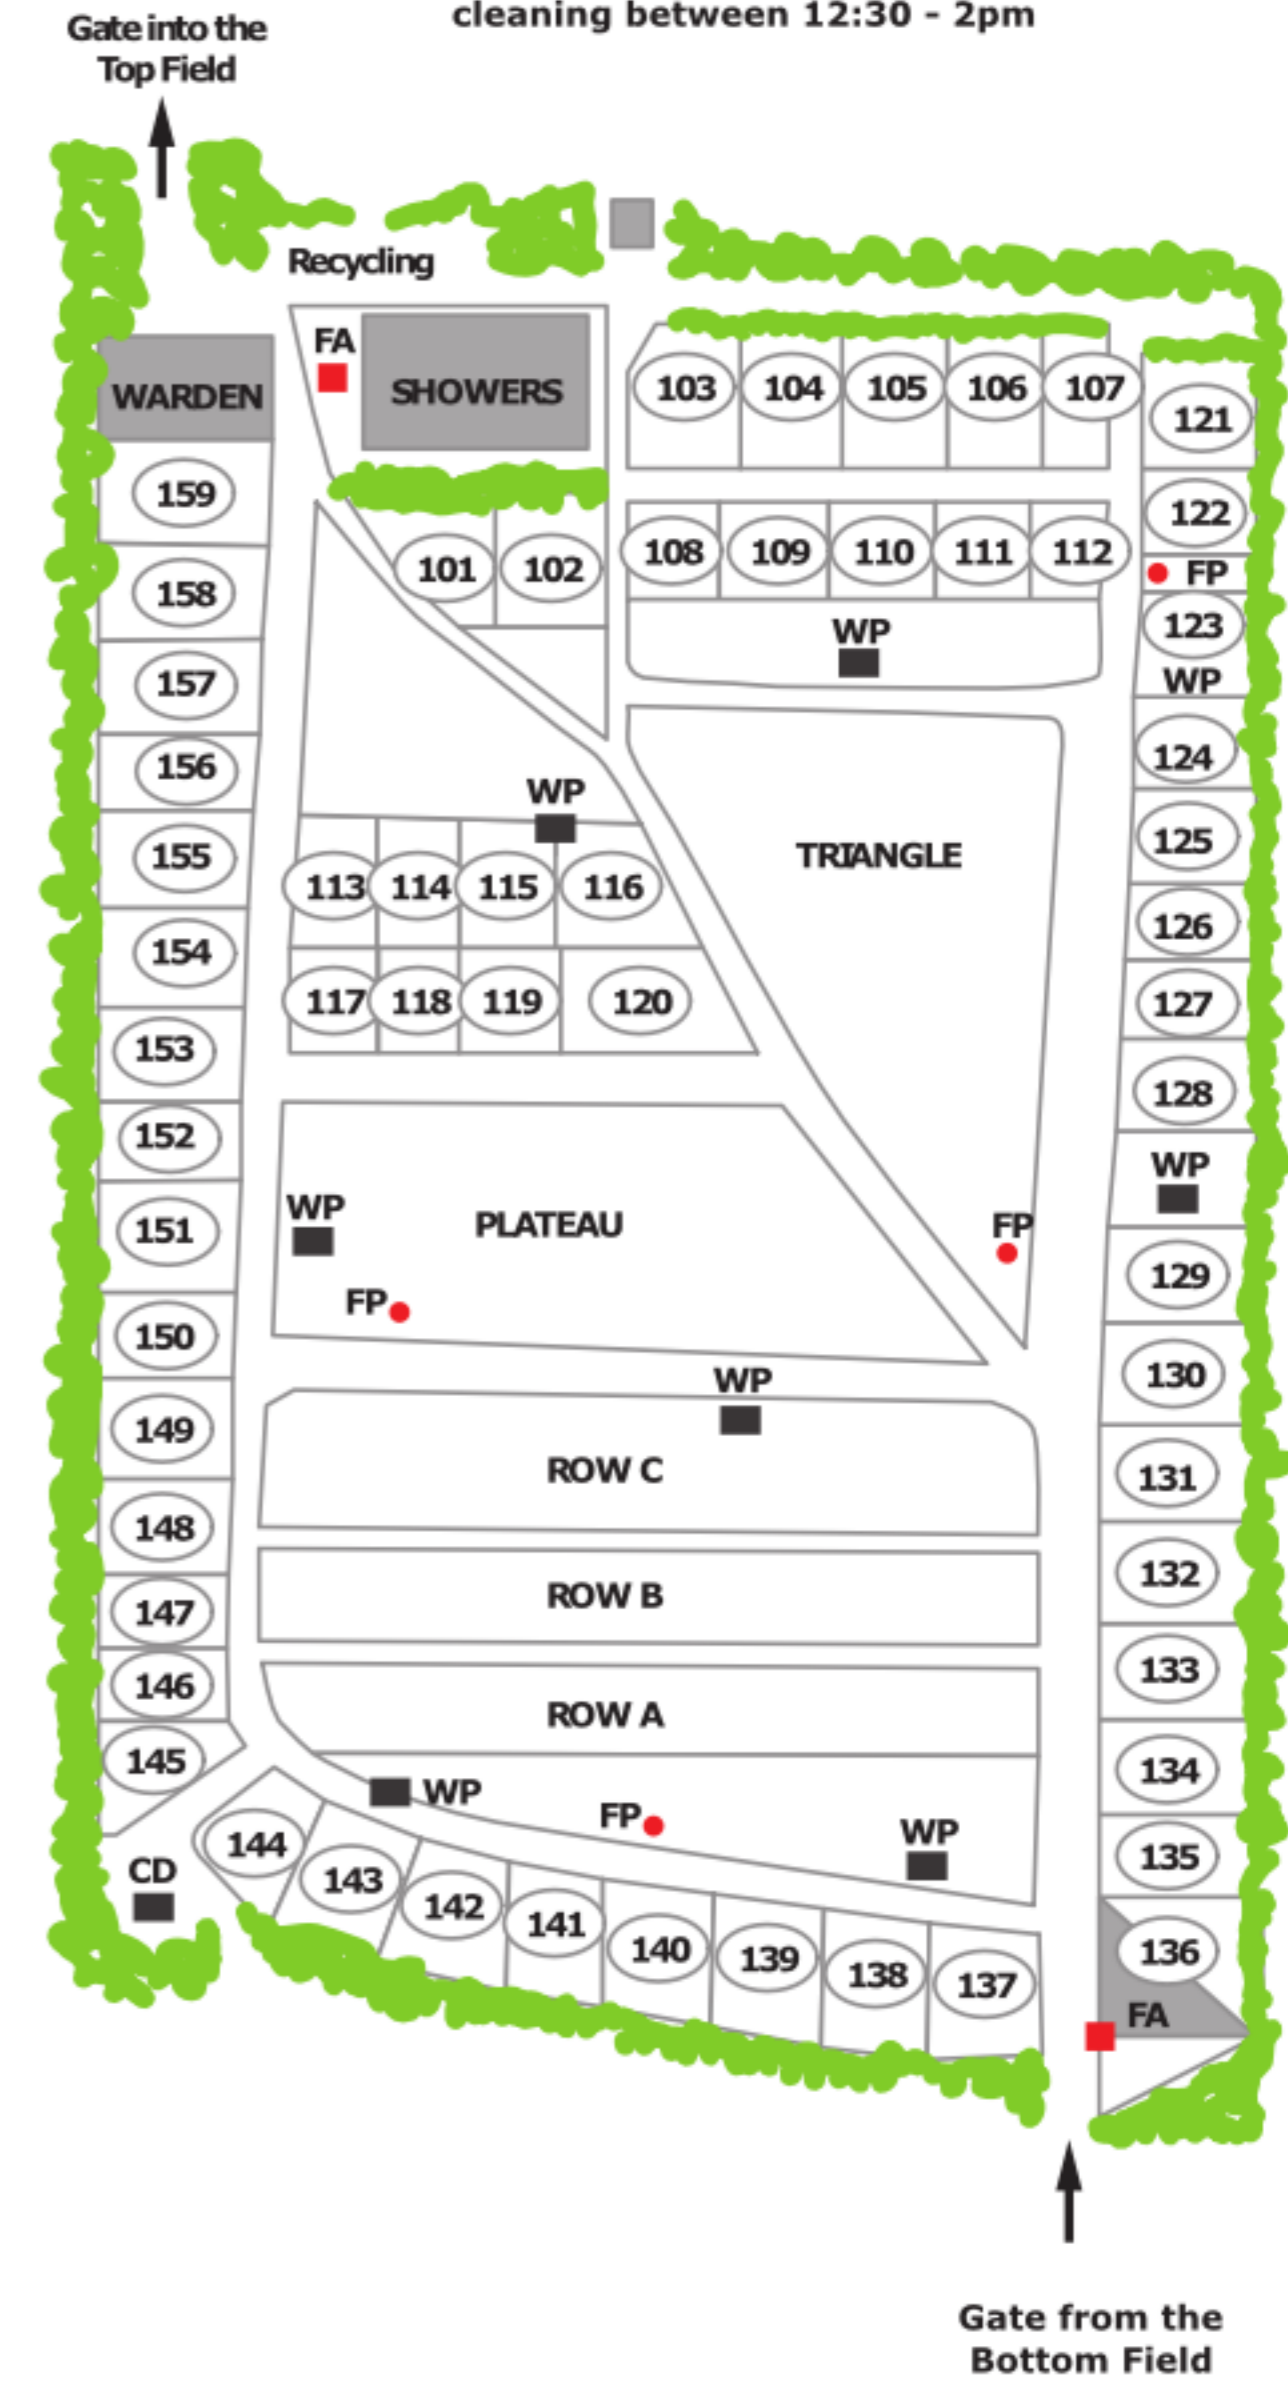 cleaning between 12:30 - 2pm
Gate into the
Top Field
Recycling
FA
WARDEN
SHOWERS
103
104
105
106
107
121
159
122
101
102
108
109
110
111
112
FP
158
123
WP
157
WP
124
156
WP
TRIANGLE
125
155
113
114
115
116
126
154
117
118
119
120
127
153
128
152
WP
WP
PLATEAU
FP
151
129
FP
150
WP
130
149
ROW C
131
148
132
147
ROW B
133
146
ROW A
134
145
WP
FP
WP
135
144
CD
143
142
141
140
139
138
137
136
FA
Gate from the
Bottom Field